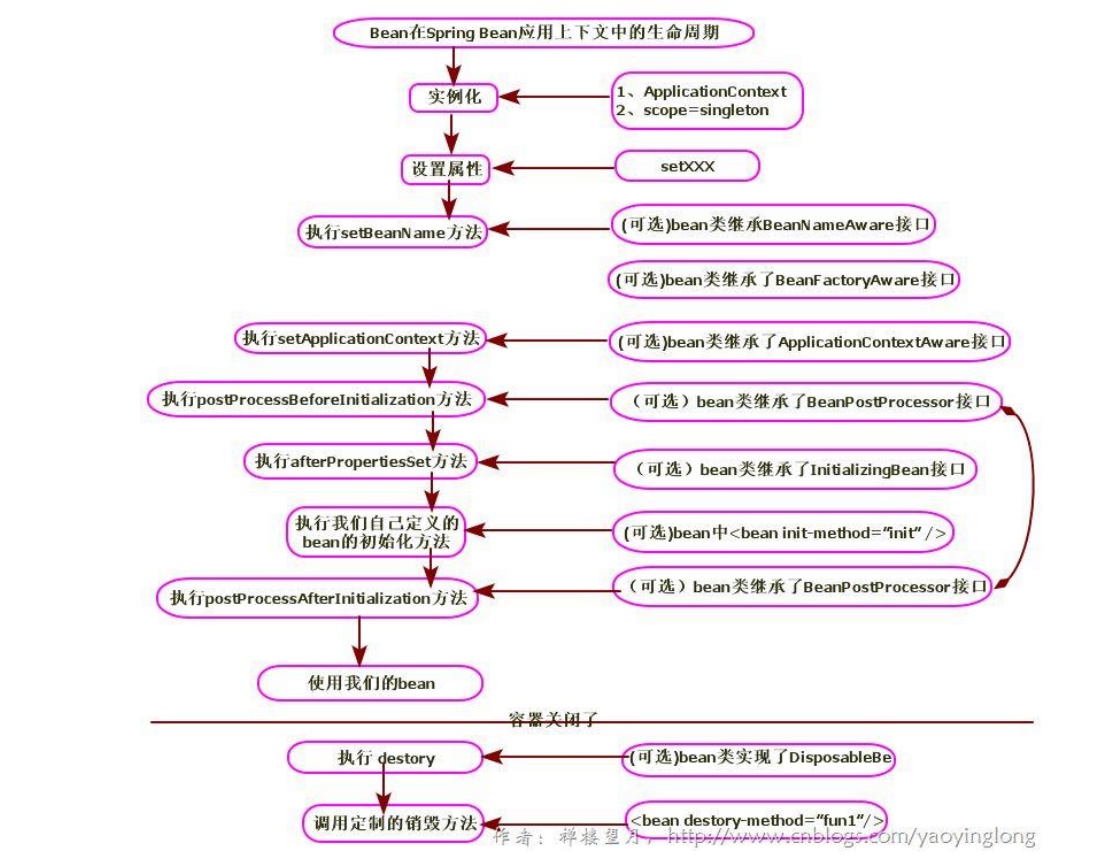 Bean在Spring Bean应用上下文中的生命周期
实例化
1、ApplicationContext
2、scope=singleton
设置属性
setXXX
执行setBeanName方法
(可选)bean类继承BeanNameAware接口
(可选)bean类继承了BeanFactoryAware接口
执行setApplicationContext方法
(可选)bean类继承了ApplicationContextAware接口
执行postProcessBeforeInitialization方法
（可选）bean类继承了BeanPostProcessor接口
执行afterPropertiesSet方法
（可选）bean类继承了InitializingBean接口
执行我们自己定义的
bean的初始化方法
(可选)bean中<bean init-method="init" />
执行postProcessAfterInitialization方法
（可选）bean类继承了BeanPostProcessor接口
使用我们的bean
容器关闭了
执行 destory
(可选)bean类实现了DisposableBe
调用定制的销毁方法
<bean destory-method="fun1"/>
作者：禅楼望月，http://www.cnblogs.com/yaoyinglong